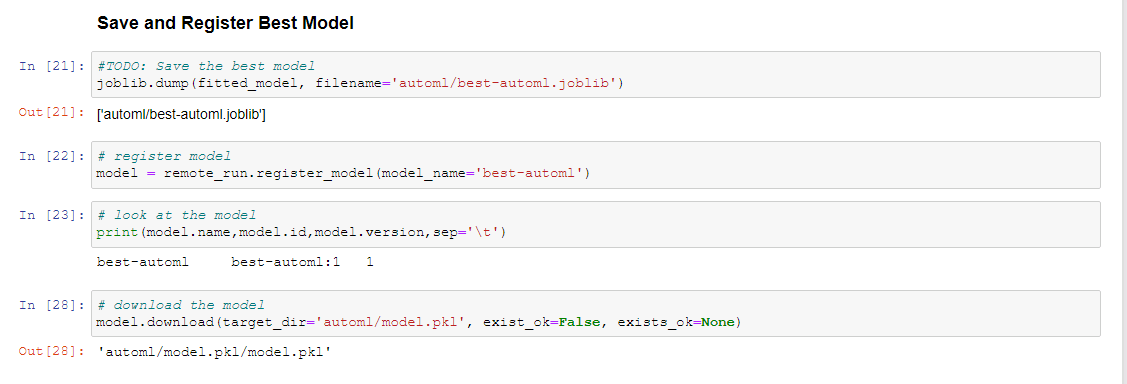 Save and Register Best Model
In [21]: #TODO: Save the best model
joblib.dump(fitted_model, filename='automl/best-automl.joblib')
Out[21]: ['automl/best-automl.joblib']
In [22]: # register model
model = remote_run.register_model(model_name='best-automl')
In [23]: # look at the model
print(model.name,model.id,model.version,sep='\t')
best-automl best-automl:1 1
In [28]: # download the model
model.download(target_dir='automl/model.pkl', exist_ok=False, exists_ok=None)
Out[28]: 'automl/model.pkl/model.pkl'